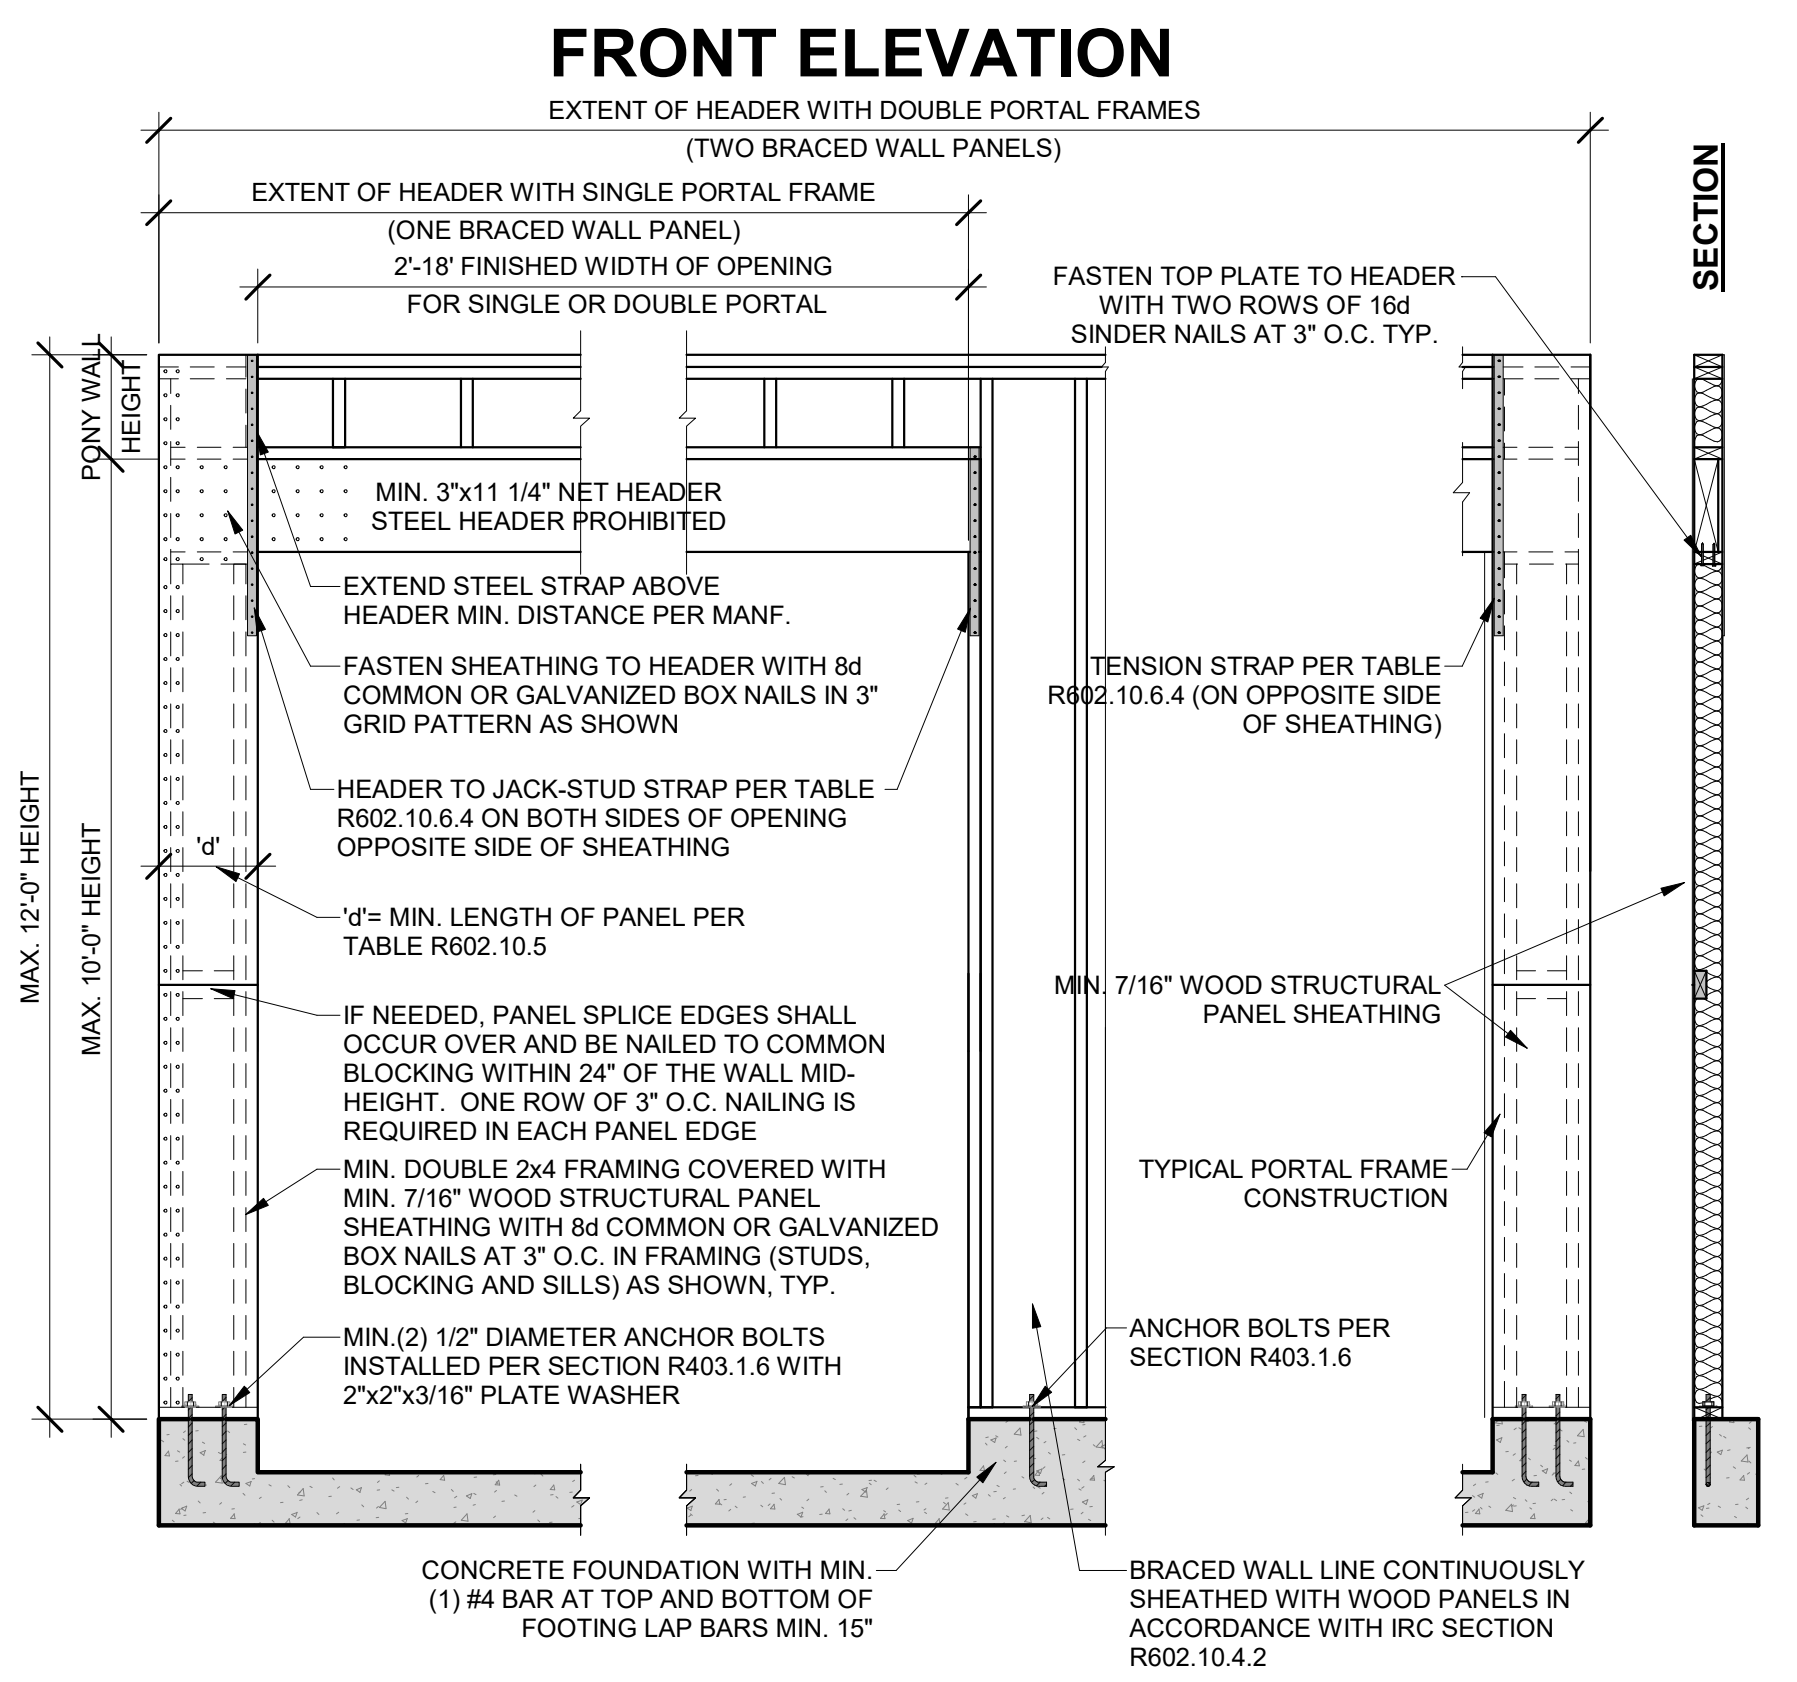 FRONT ELEVATION
EXTENT OF HEADER WITH DOUBLE PORTAL FRAMES
(TWO BRACED WALL PANELS)
EXTENT OF HEADER WITH SINGLE PORTAL FRAME
(ONE BRACED WALL PANEL)
2'-18' FINISHED WIDTH OF OPENING
FOR SINGLE OR DOUBLE PORTAL
SECTION
FASTEN TOP PLATE TO HEADER
WITH TWO ROWS OF 16d
SINDER NAILS AT 3" O.C. TYP.
PONY WALL
HEIGHT
MIN. 3"x11 1/4" NET HEADER
STEEL HEADER PROHIBITED
EXTEND STEEL STRAP ABOVE
HEADER MIN. DISTANCE PER MANF.
FASTEN SHEATHING TO HEADER WITH 8d
COMMON OR GALVANIZED BOX NAILS IN 3"
GRID PATTERN AS SHOWN
TENSION STRAP PER TABLE
R602.10.6.4 (ON OPPOSITE SIDE
OF SHEATHING)
HEADER TO JACK-STUD STRAP PER TABLE
R602.10.6.4 ON BOTH SIDES OF OPENING
OPPOSITE SIDE OF SHEATHING
MAX. 12'-0" HEIGHT
MAX. 10'-0" HEIGHT
'd'
'd'= MIN. LENGTH OF PANEL PER
TABLE R602.10.5
MIN. 7/16" WOOD STRUCTURAL
PANEL SHEATHING
IF NEEDED, PANEL SPLICE EDGES SHALL
OCCUR OVER AND BE NAILED TO COMMON
BLOCKING WITHIN 24" OF THE WALL MID-
HEIGHT. ONE ROW OF 3" O.C. NAILING IS
REQUIRED IN EACH PANEL EDGE
MIN. DOUBLE 2x4 FRAMING COVERED WITH
MIN. 7/16" WOOD STRUCTURAL PANEL
SHEATHING WITH 8d COMMON OR GALVANIZED
BOX NAILS AT 3" O.C. IN FRAMING (STUDS,
BLOCKING AND SILLS) AS SHOWN, TYP.
TYPICAL PORTAL FRAME
CONSTRUCTION
MIN.(2) 1/2" DIAMETER ANCHOR BOLTS
INSTALLED PER SECTION R403.1.6 WITH
2"x2"x3/16" PLATE WASHER
ANCHOR BOLTS PER
SECTION R403.1.6
CONCRETE FOUNDATION WITH MIN.
(1) #4 BAR AT TOP AND BOTTOM OF
FOOTING LAP BARS MIN. 15"
BRACED WALL LINE CONTINUOUSLY
SHEATHED WITH WOOD PANELS IN
ACCORDANCE WITH IRC SECTION
R602.10.4.2